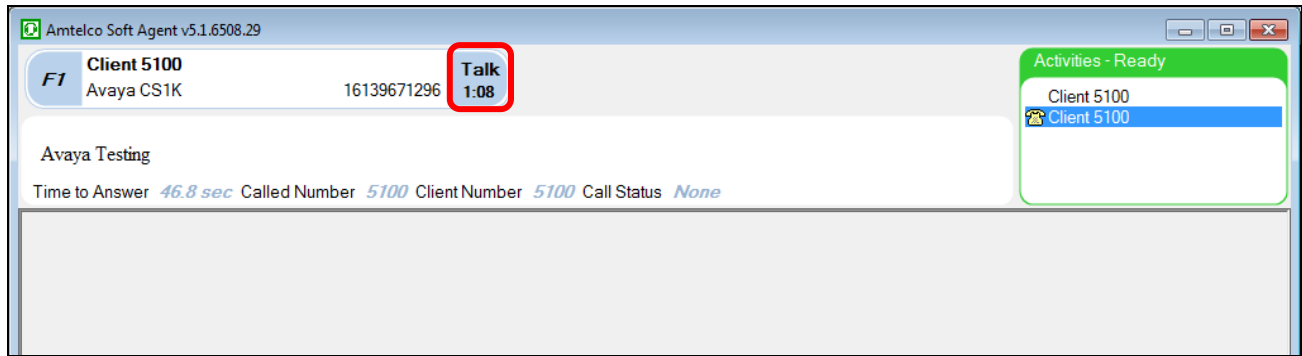 Amtelco Soft Agent v5.1.6508.29
F1
Client 5100
Avaya CS1K 16139671296
Talk
1:08
Activities - Ready
Client 5100
Client 5100
Avaya Testing
Time to Answer 46.8 sec Called Number 5100 Client Number 5100 Call Status None